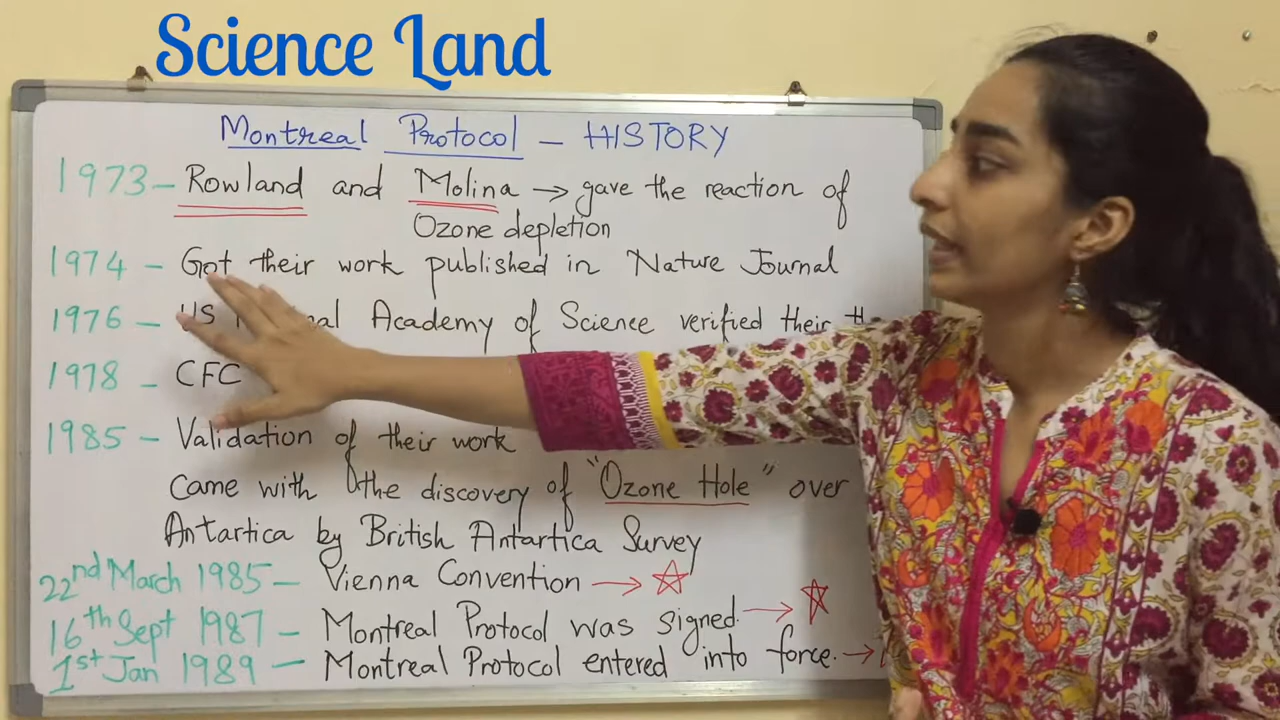 Science Land
Montreal Protocol – HISTORY
1973 – Rowland and Molina → gave the reaction of
Ozone depletion
1974 – Got their work published in Nature Journal
1976 – US Academy of Science verified their
1978 – CFC
1985 – Validation of their work
came with the discovery of "Ozone Hole" over
Antartica by British Antartica Survey
22nd March 1985 – Vienna Convention →
16th Sept 1987 – Montreal Protocol was signed. →
1st Jan 1989 – Montreal Protocol entered into force. →